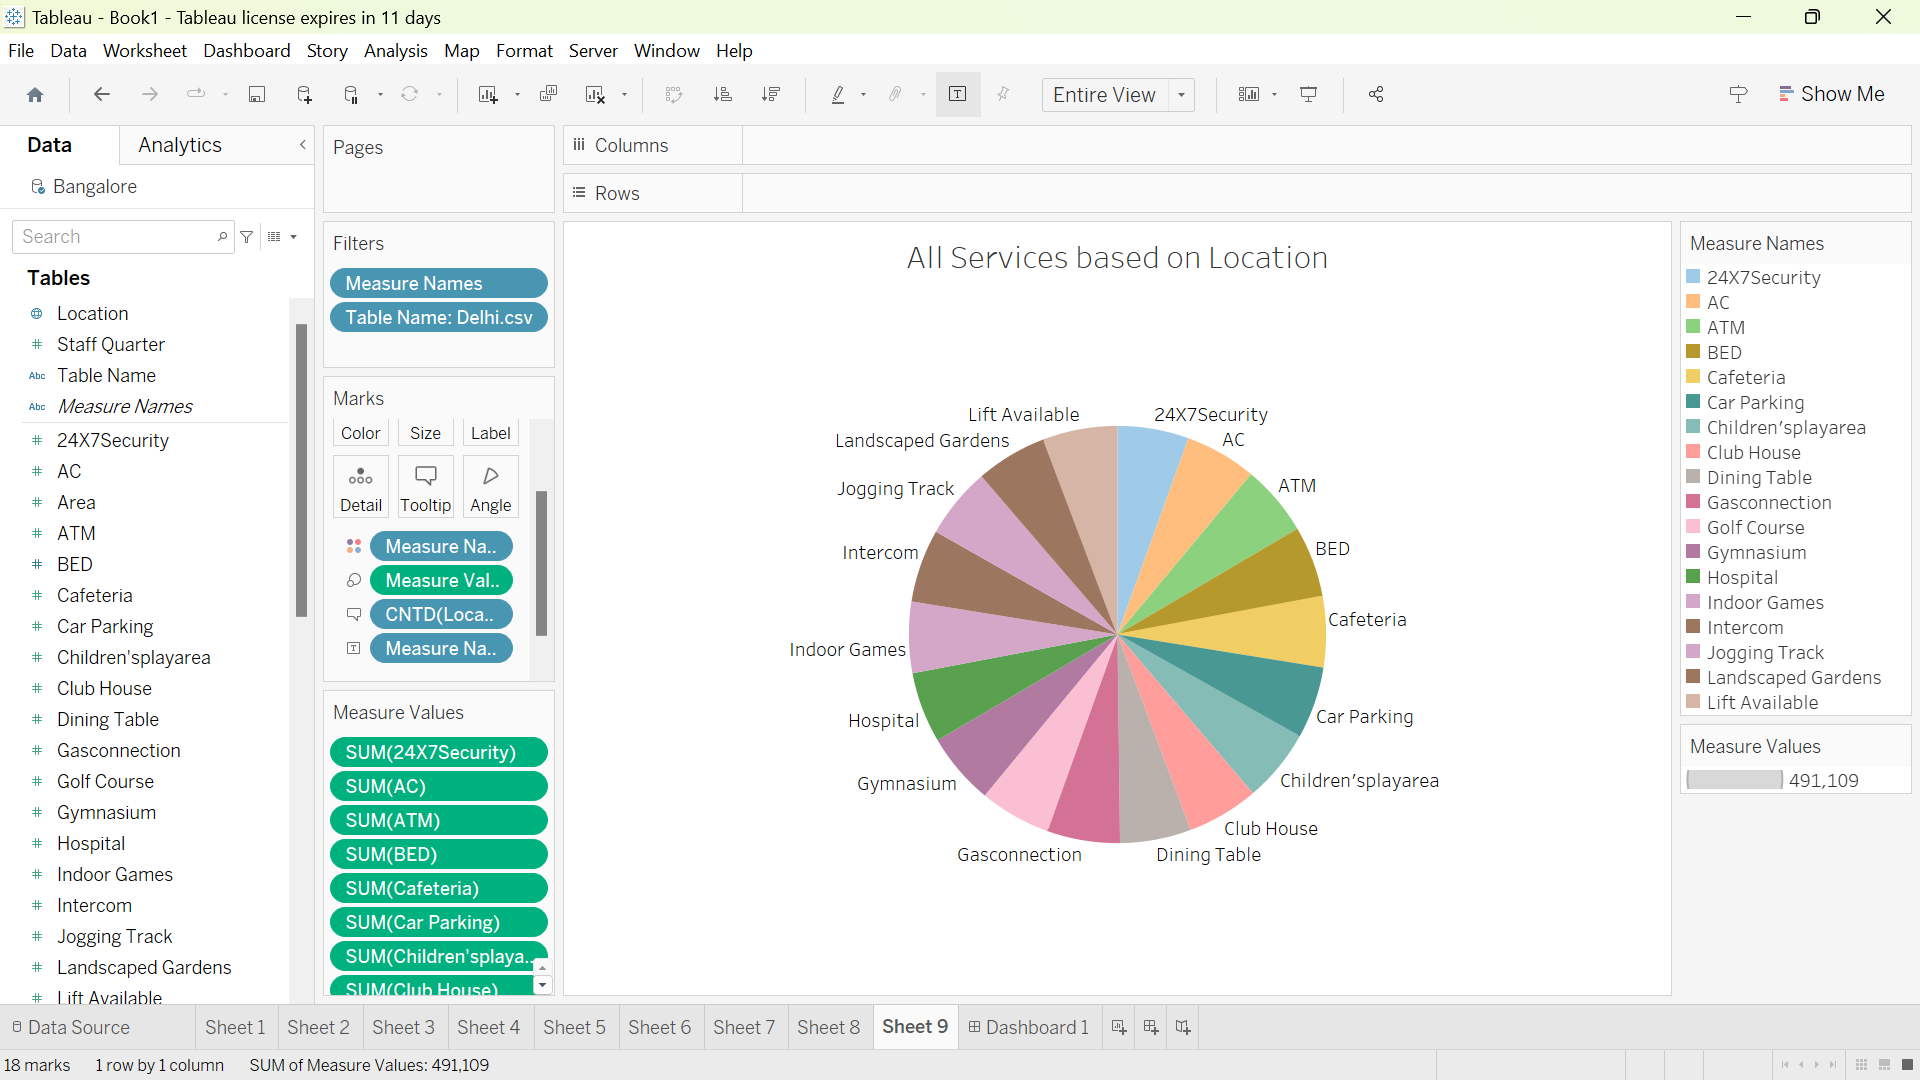 Tableau - Book1 - Tableau license expires in 11 days
File Data Worksheet Dashboard Story Analysis Map Format Server Window Help
Entire View
Show Me
Data
Analytics
Bangalore
Search
Tables
Location
Staff Quarter
Abc Table Name
Abc Measure Names
24X7Security
AC
Area
ATM
BED
Cafeteria
Car Parking
Children'splayarea
Club House
Dining Table
Gasconnection
Golf Course
Gymnasium
Hospital
Indoor Games
Intercom
Jogging Track
Landscaped Gardens
Lift Available
Pages
Filters
Measure Names
Table Name: Delhi.csv
Marks
Color Size Label
Detail Tooltip Angle
Measure Na..
Measure Val..
CNTD(Loca..
Measure Na..
Measure Values
SUM(24X7Security)
SUM(AC)
SUM(ATM)
SUM(BED)
SUM(Cafeteria)
SUM(Car Parking)
SUM(Children'splaya..
SUM(Club House)
Columns
Rows
All Services based on Location
24X7Security
AC
ATM
BED
Cafeteria
Car Parking
Children'splayarea
Club House
Dining Table
Gasconnection
Gymnasium
Hospital
Indoor Games
Intercom
Jogging Track
Landscaped Gardens
Lift Available
Measure Names
24X7Security
AC
ATM
BED
Cafeteria
Car Parking
Children'splayarea
Club House
Dining Table
Gasconnection
Golf Course
Gymnasium
Hospital
Indoor Games
Intercom
Jogging Track
Landscaped Gardens
Lift Available
Measure Values
491,109
Data Source Sheet 1 Sheet 2 Sheet 3 Sheet 4 Sheet 5 Sheet 6 Sheet 7 Sheet 8 Sheet 9 Dashboard 1
18 marks 1 row by 1 column SUM of Measure Values: 491,109